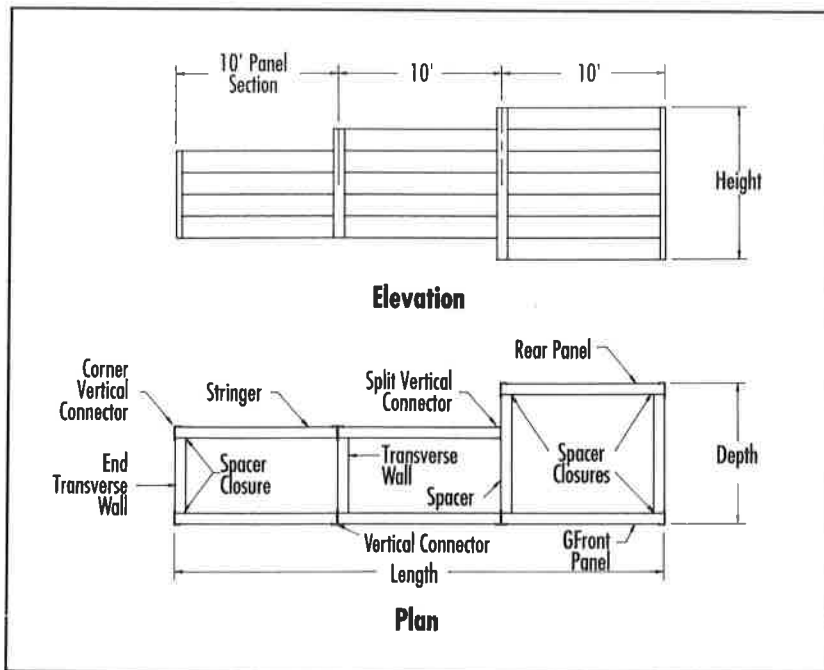 10' Panel
Section
10'
10'
Height
Elevation
Corner
Vertical
Connector
Stringer
Split Vertical
Connector
Rear Panel
End
Transverse
Wall
Spacer
Closure
Transverse
Wall
Spacer
Spacer
Closures
Depth
Vertical Connector
GFront
Panel
Length
Plan